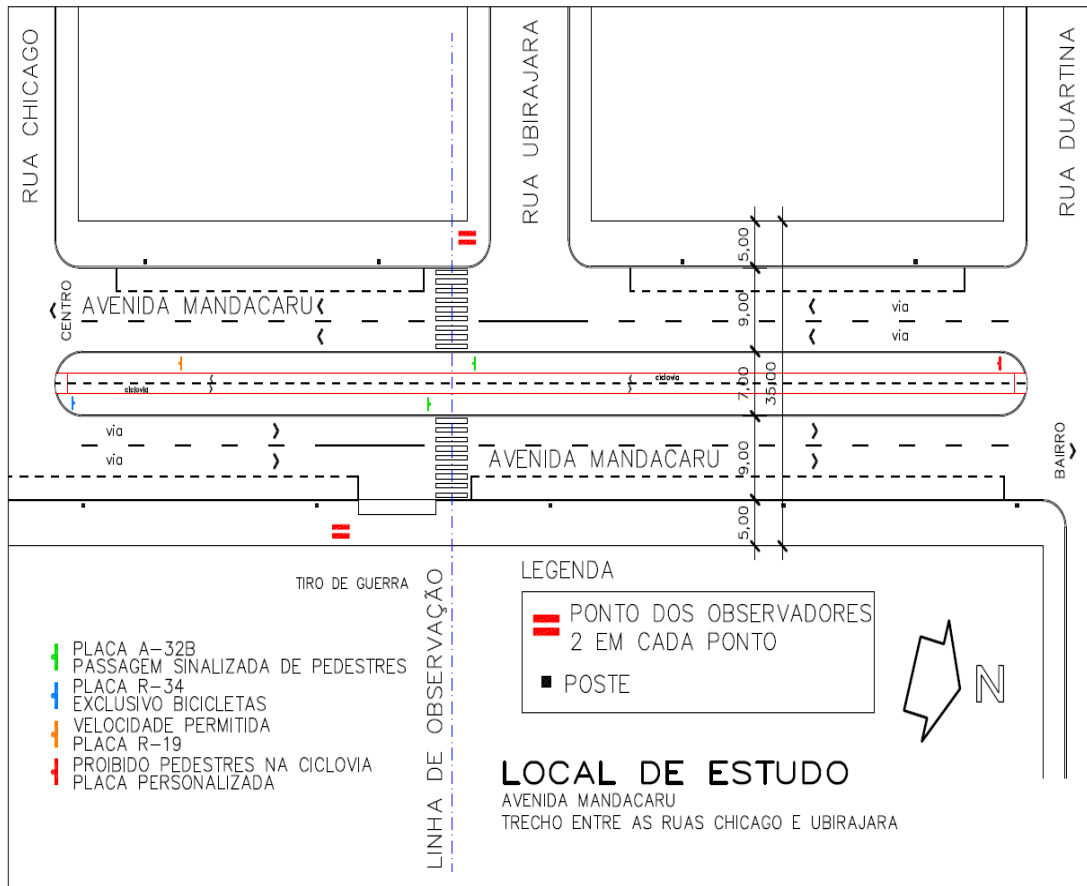 RUA CHICAGO
RUA UBIRAJARA
RUA DUARTINA
5,00
CENTRO
AVENIDA MANDACARU
9,00
via
via
ciclovia
ciclovia
7,00
35,00
via
via
AVENIDA MANDACARU
9,00
BAIRRO
5,00
TIRO DE GUERRA
LINHA DE OBSERVAÇÃO
LEGENDA
PONTO DOS OBSERVADORES
2 EM CADA PONTO
POSTE
N
PLACA A-32B
PASSAGEM SINALIZADA DE PEDESTRES
PLACA R-34
EXCLUSIVO BICICLETAS
VELOCIDADE PERMITIDA
PLACA R-19
PROIBIDO PEDESTRES NA CICLOVIA
PLACA PERSONALIZADA
LOCAL DE ESTUDO
AVENIDA MANDACARU
TRECHO ENTRE AS RUAS CHICAGO E UBIRAJARA